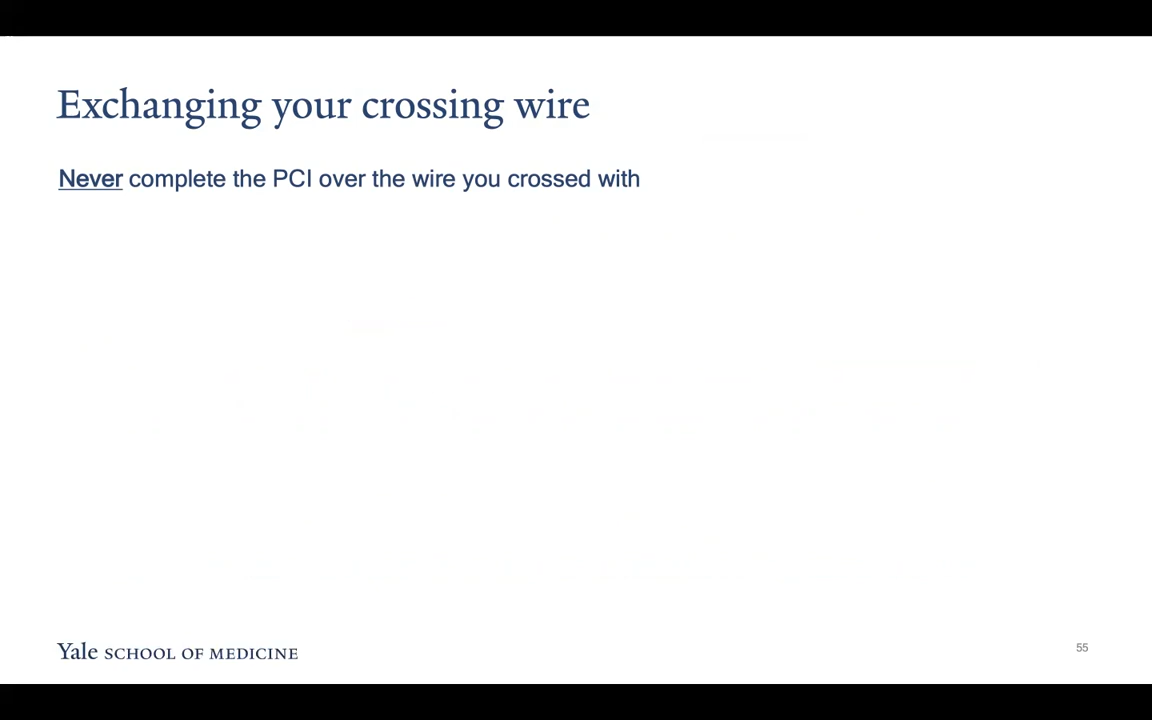 Exchanging your crossing wire
Never complete the PCI over the wire you crossed with
Yale SCHOOL OF MEDICINE
55